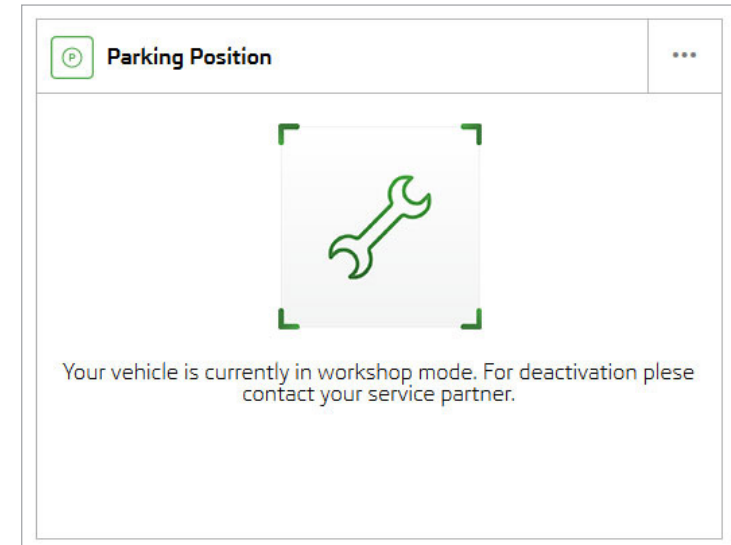 P
Parking Position
Your vehicle is currently in workshop mode. For deactivation plese
contact your service partner.